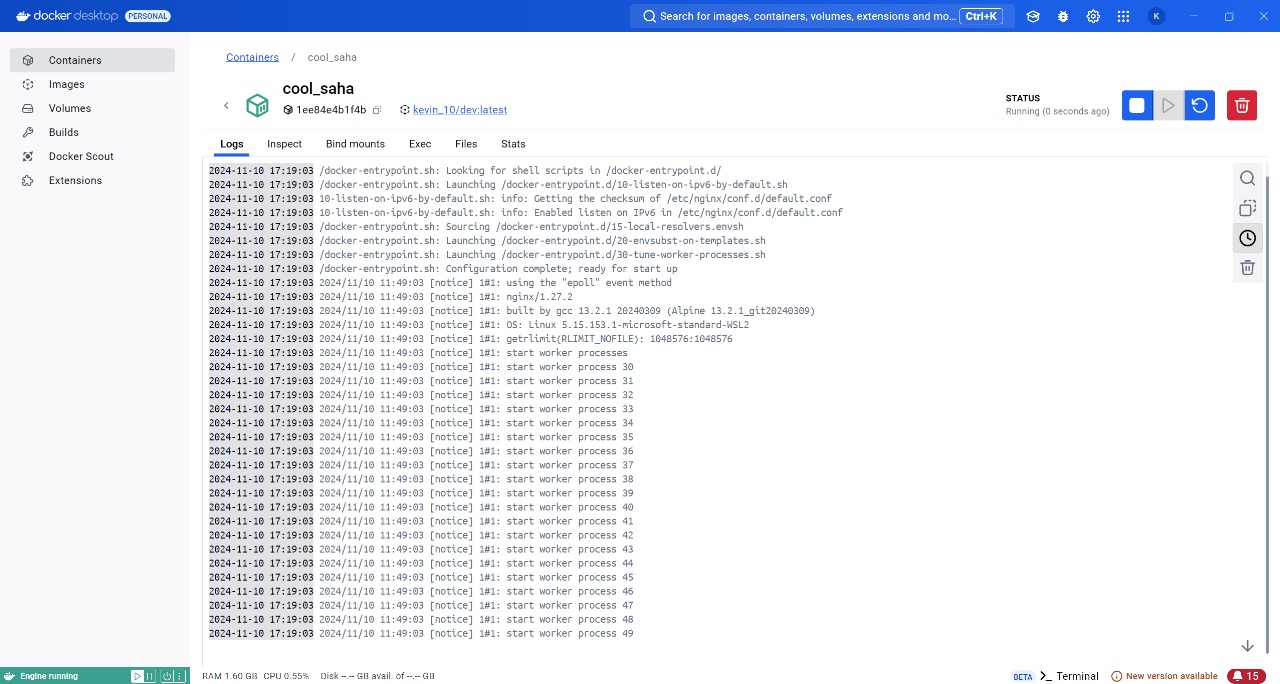 docker desktop PERSONAL
Search for images, containers, volumes, extensions and mo... Ctrl+K
K
Containers
Images
Volumes
Builds
Docker Scout
Extensions
Containers / cool_saha
cool_saha
1ee84e4b1f4b kevin_10/dev:latest
STATUS
Running (0 seconds ago)
Logs Inspect Bind mounts Exec Files Stats
2024-11-10 17:19:03 /docker-entrypoint.sh: Looking for shell scripts in /docker-entrypoint.d/
2024-11-10 17:19:03 /docker-entrypoint.sh: Launching /docker-entrypoint.d/10-listen-on-ipv6-by-default.sh
2024-11-10 17:19:03 10-listen-on-ipv6-by-default.sh: info: Getting the checksum of /etc/nginx/conf.d/default.conf
2024-11-10 17:19:03 10-listen-on-ipv6-by-default.sh: info: Enabled listen on IPv6 in /etc/nginx/conf.d/default.conf
2024-11-10 17:19:03 /docker-entrypoint.sh: Sourcing /docker-entrypoint.d/15-local-resolvers.envsh
2024-11-10 17:19:03 /docker-entrypoint.sh: Launching /docker-entrypoint.d/20-envsubst-on-templates.sh
2024-11-10 17:19:03 /docker-entrypoint.sh: Launching /docker-entrypoint.d/30-tune-worker-processes.sh
2024-11-10 17:19:03 /docker-entrypoint.sh: Configuration complete; ready for start up
2024-11-10 17:19:03 2024/11/10 11:49:03 [notice] 1#1: using the "epoll" event method
2024-11-10 17:19:03 2024/11/10 11:49:03 [notice] 1#1: nginx/1.27.2
2024-11-10 17:19:03 2024/11/10 11:49:03 [notice] 1#1: built by gcc 13.2.1 20240309 (Alpine 13.2.1_git20240309)
2024-11-10 17:19:03 2024/11/10 11:49:03 [notice] 1#1: OS: Linux 5.15.153.1-microsoft-standard-WSL2
2024-11-10 17:19:03 2024/11/10 11:49:03 [notice] 1#1: getrlimit(RLIMIT_NOFILE): 1048576:1048576
2024-11-10 17:19:03 2024/11/10 11:49:03 [notice] 1#1: start worker processes
2024-11-10 17:19:03 2024/11/10 11:49:03 [notice] 1#1: start worker process 30
2024-11-10 17:19:03 2024/11/10 11:49:03 [notice] 1#1: start worker process 31
2024-11-10 17:19:03 2024/11/10 11:49:03 [notice] 1#1: start worker process 32
2024-11-10 17:19:03 2024/11/10 11:49:03 [notice] 1#1: start worker process 33
2024-11-10 17:19:03 2024/11/10 11:49:03 [notice] 1#1: start worker process 34
2024-11-10 17:19:03 2024/11/10 11:49:03 [notice] 1#1: start worker process 35
2024-11-10 17:19:03 2024/11/10 11:49:03 [notice] 1#1: start worker process 36
2024-11-10 17:19:03 2024/11/10 11:49:03 [notice] 1#1: start worker process 37
2024-11-10 17:19:03 2024/11/10 11:49:03 [notice] 1#1: start worker process 38
2024-11-10 17:19:03 2024/11/10 11:49:03 [notice] 1#1: start worker process 39
2024-11-10 17:19:03 2024/11/10 11:49:03 [notice] 1#1: start worker process 40
2024-11-10 17:19:03 2024/11/10 11:49:03 [notice] 1#1: start worker process 41
2024-11-10 17:19:03 2024/11/10 11:49:03 [notice] 1#1: start worker process 42
2024-11-10 17:19:03 2024/11/10 11:49:03 [notice] 1#1: start worker process 43
2024-11-10 17:19:03 2024/11/10 11:49:03 [notice] 1#1: start worker process 44
2024-11-10 17:19:03 2024/11/10 11:49:03 [notice] 1#1: start worker process 45
2024-11-10 17:19:03 2024/11/10 11:49:03 [notice] 1#1: start worker process 46
2024-11-10 17:19:03 2024/11/10 11:49:03 [notice] 1#1: start worker process 47
2024-11-10 17:19:03 2024/11/10 11:49:03 [notice] 1#1: start worker process 48
2024-11-10 17:19:03 2024/11/10 11:49:03 [notice] 1#1: start worker process 49
Engine running
RAM 1.60 GB CPU 0.55% Disk --.-- GB avail. of --.-- GB
BETA >_ Terminal
New version available
15